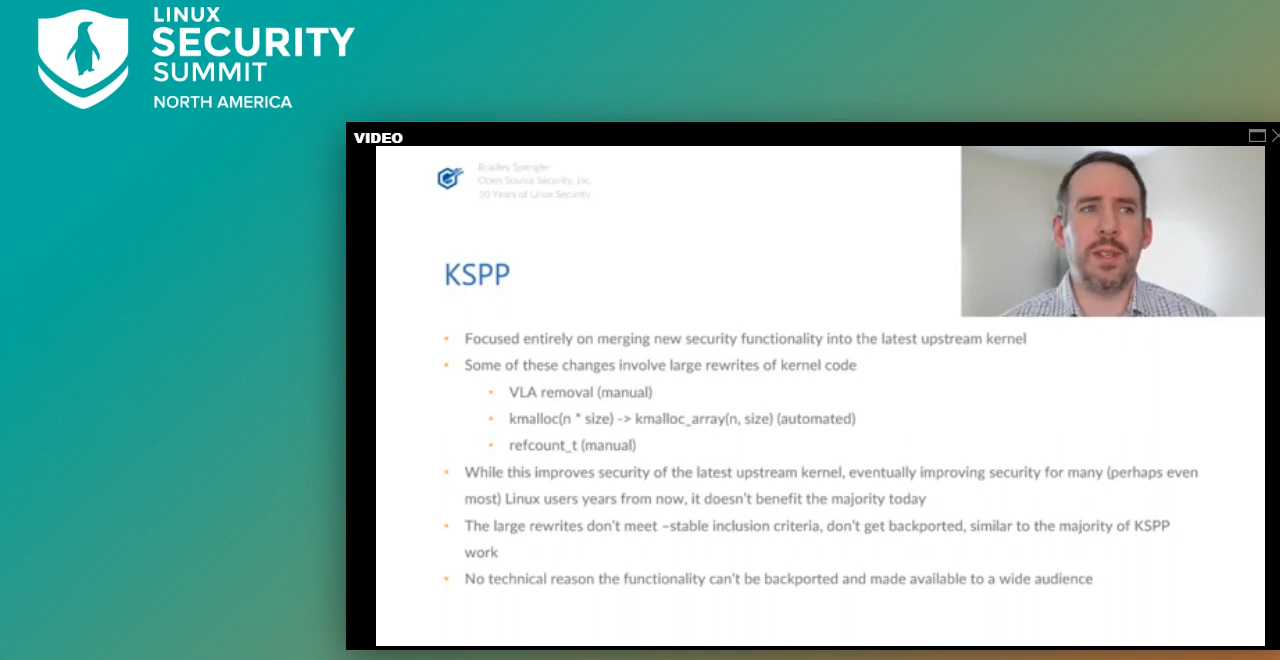 LINUX
SECURITY
SUMMIT
NORTH AMERICA
VIDEO
Bradley Spengler
Open Source Security, Inc.
10 Years of Linux Security
KSPP
• Focused entirely on merging new security functionality into the latest upstream kernel
• Some of these changes involve large rewrites of kernel code
• VLA removal (manual)
• kmalloc(n * size) -> kmalloc_array(n, size) (automated)
• refcount_t (manual)
• While this improves security of the latest upstream kernel, eventually improving security for many (perhaps even
most) Linux users years from now, it doesn't benefit the majority today
• The large rewrites don't meet –stable inclusion criteria, don't get backported, similar to the majority of KSPP
work
• No technical reason the functionality can't be backported and made available to a wide audience